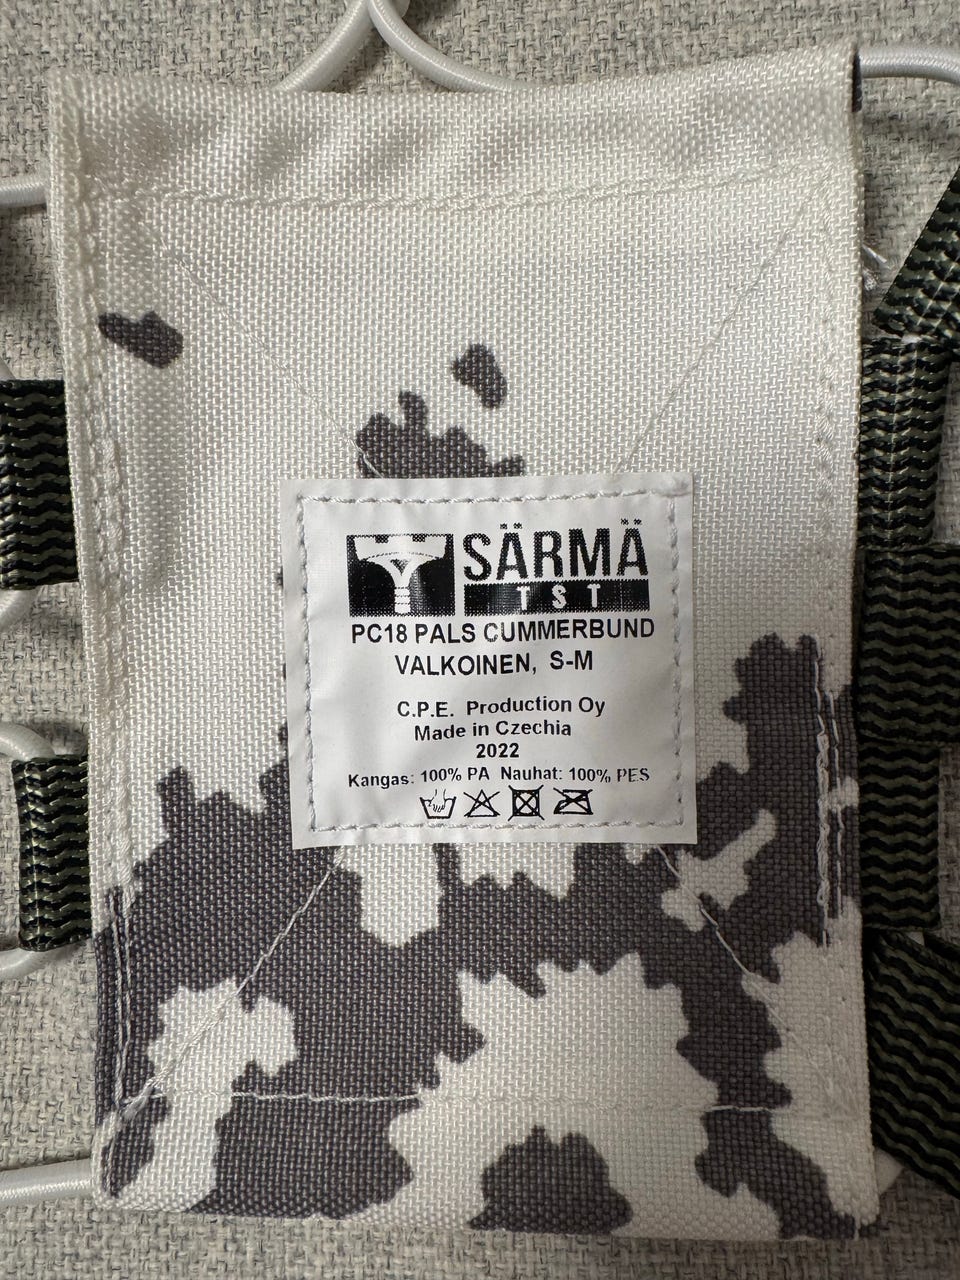 SÄRMÄ
TST
PC18 PALS CUMMERBUND
VALKOINEN, S-M
C.P.E. Production Oy
Made in Czechia
2022
Kangas: 100% PA Nauhat: 100% PES